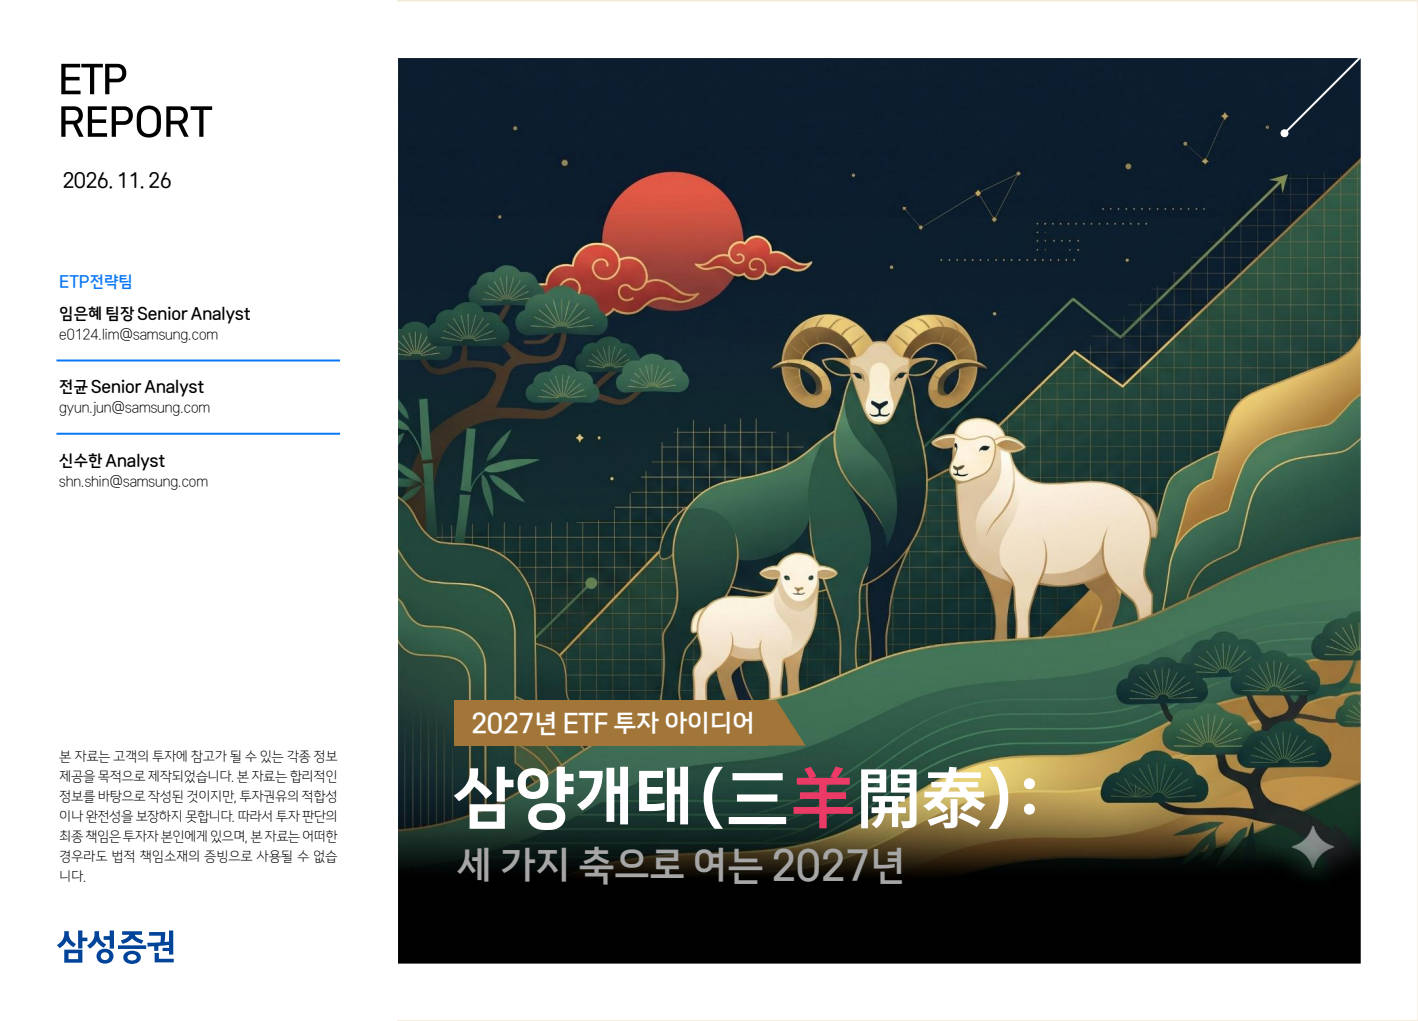 ETP
REPORT
2026. 11. 26
ETP전략팀
임은혜 팀장 Senior Analyst
e0124.lim@samsung.com
전균 Senior Analyst
gyun.jun@samsung.com
신수한 Analyst
shn.shin@samsung.com
본 자료는 고객의 투자에 참고가 될 수 있는 각종 정보
제공을 목적으로 제작되었습니다. 본 자료는 합리적인
정보를 바탕으로 작성된 것이지만, 투자권유의 적합성
이나 완전성을 보장하지 못합니다. 따라서 투자 판단의
최종 책임은 투자자 본인에게 있으며, 본 자료는 어떠한
경우라도 법적 책임소재의 증빙으로 사용될 수 없습
니다.
삼성증권
2027년 ETF 투자 아이디어
삼양개태(三羊開泰):
세 가지 축으로 여는 2027년